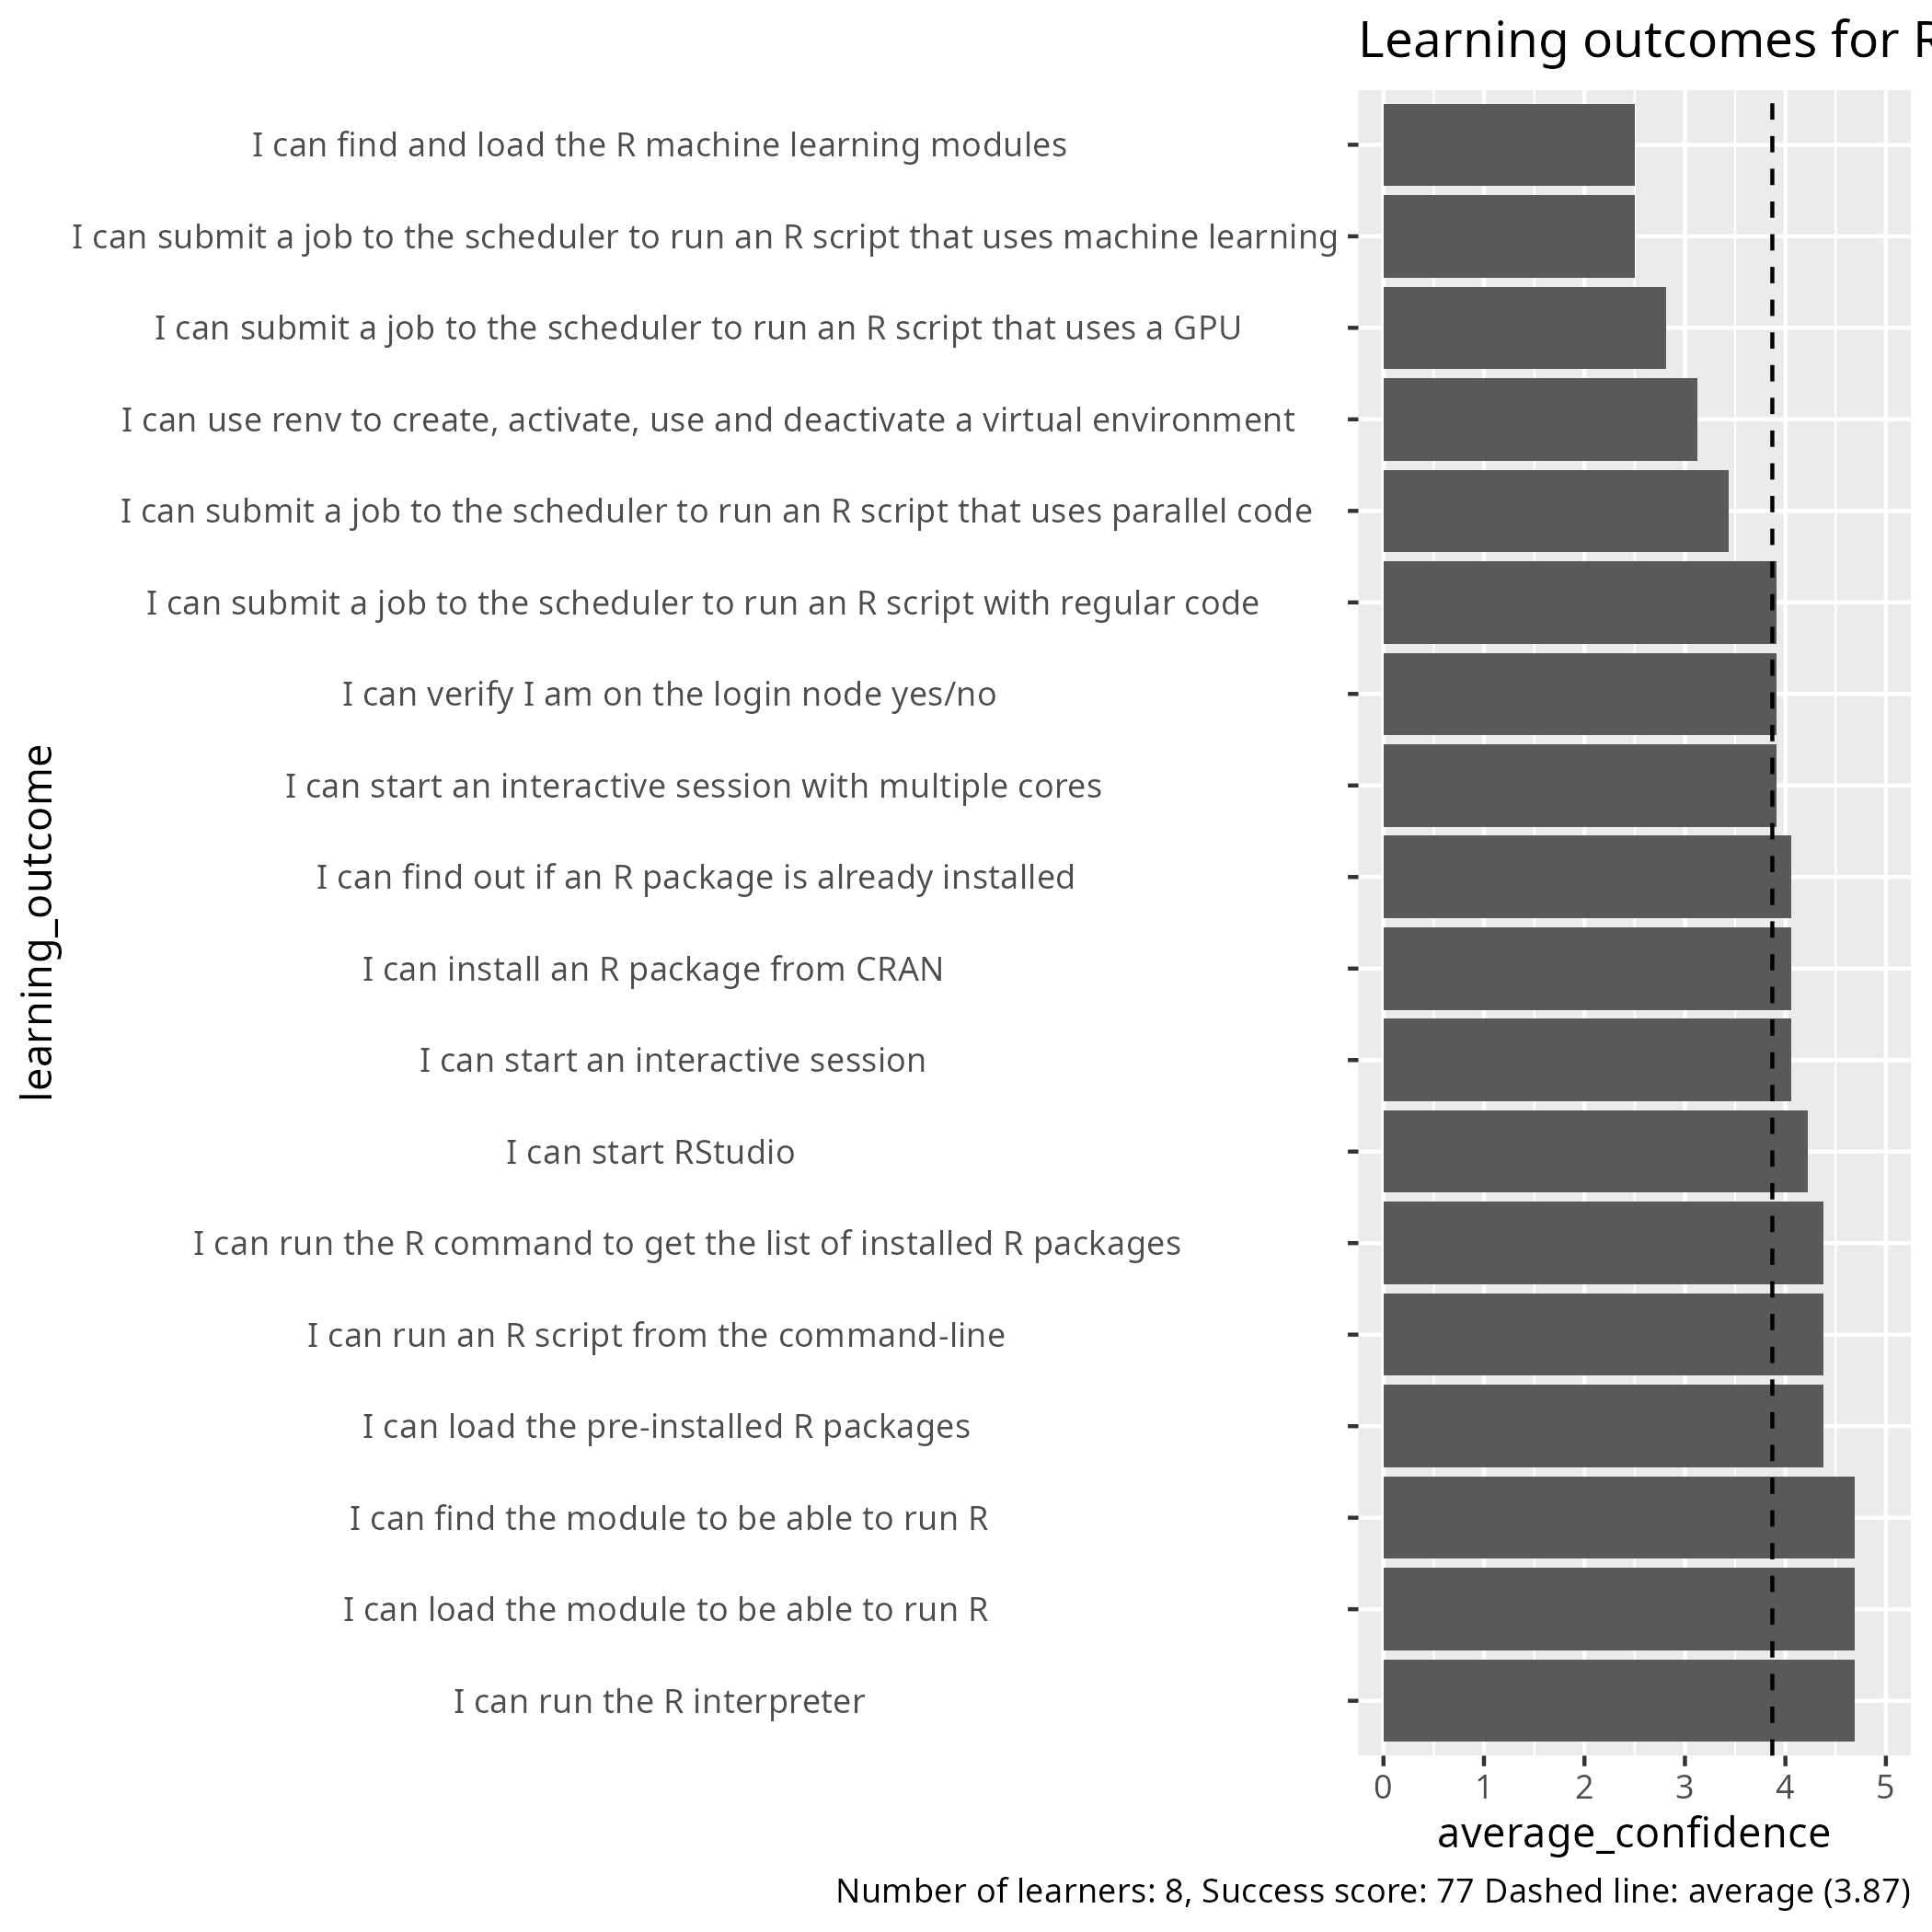 Learning outcomes for R
I can find and load the R machine learning modules
I can submit a job to the scheduler to run an R script that uses machine learning
I can submit a job to the scheduler to run an R script that uses a GPU
I can use renv to create, activate, use and deactivate a virtual environment
I can submit a job to the scheduler to run an R script that uses parallel code
I can submit a job to the scheduler to run an R script with regular code
I can verify I am on the login node yes/no
I can start an interactive session with multiple cores
I can find out if an R package is already installed
I can install an R package from CRAN
I can start an interactive session
I can start RStudio
I can run the R command to get the list of installed R packages
I can run an R script from the command-line
I can load the pre-installed R packages
I can find the module to be able to run R
I can load the module to be able to run R
I can run the R interpreter
learning_outcome
0 1 2 3 4 5
average_confidence
Number of learners: 8, Success score: 77 Dashed line: average (3.87)